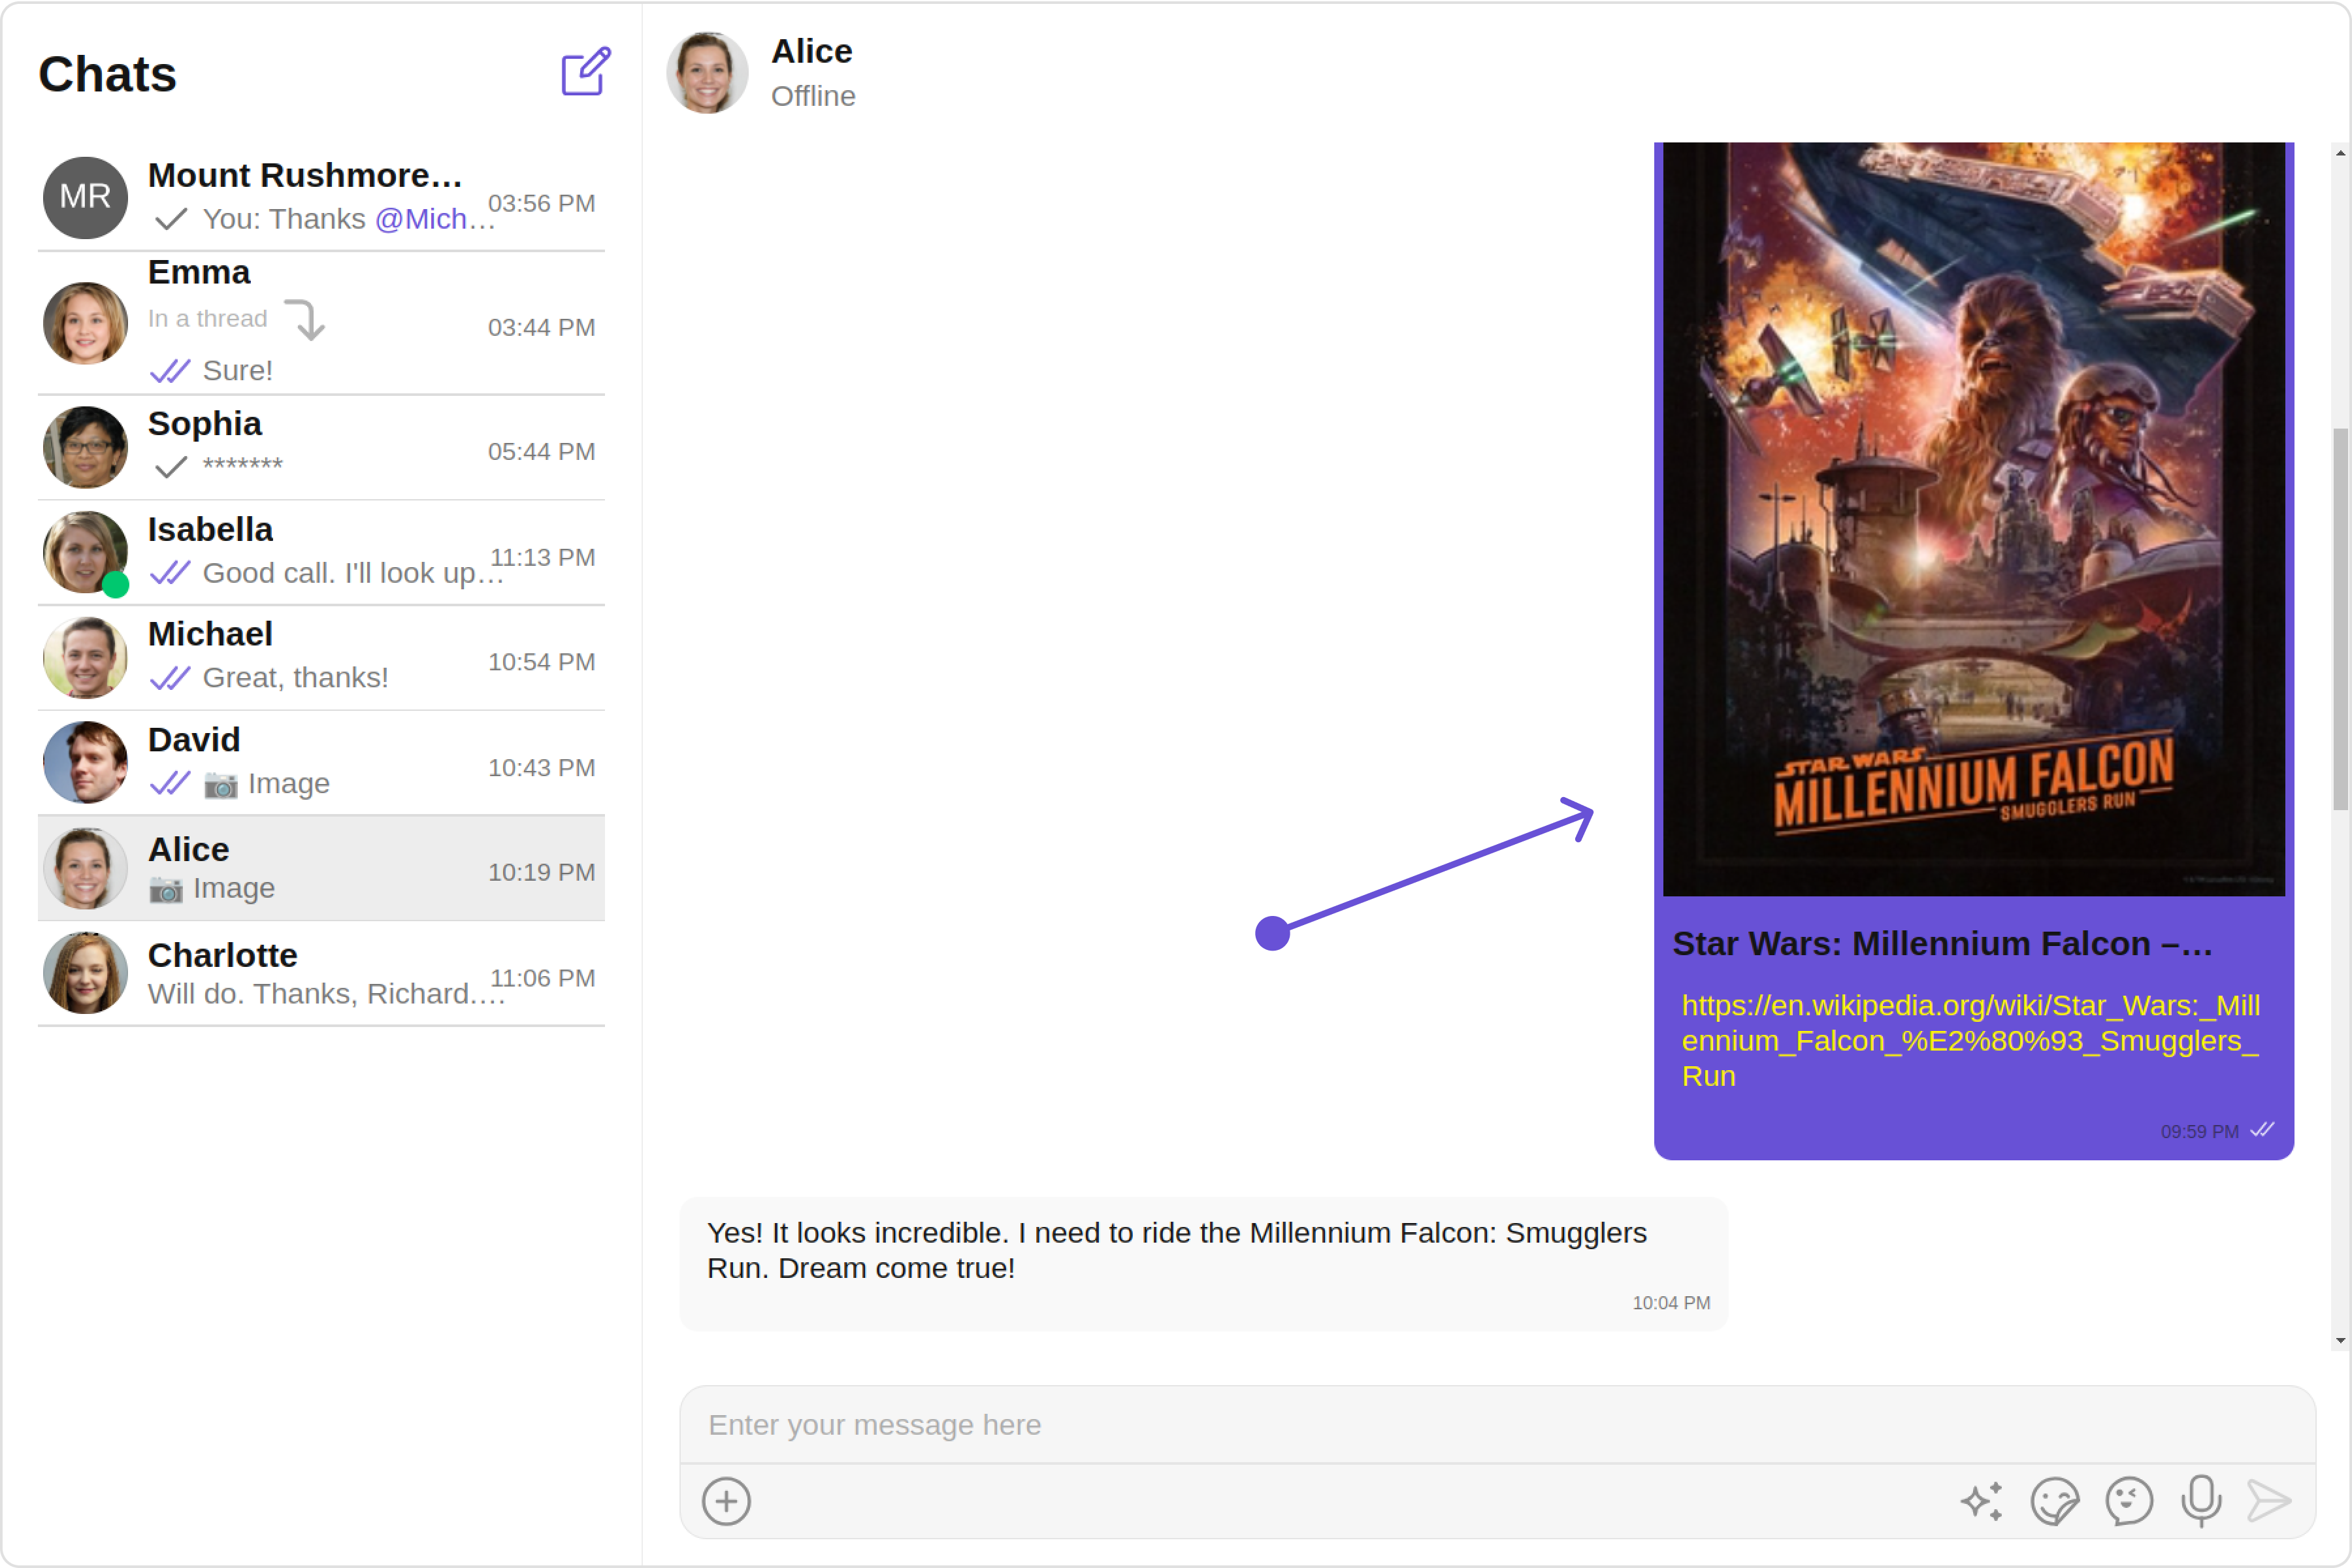 Chats
MR
Mount Rushmore…
You: Thanks @Mich…
03:56 PM
Emma
In a thread
Sure!
03:44 PM
Sophia
*******
05:44 PM
Isabella
Good call. I'll look up…
11:13 PM
Michael
Great, thanks!
10:54 PM
David
Image
10:43 PM
Alice
Image
10:19 PM
Charlotte
Will do. Thanks, Richard.…
11:06 PM
Alice
Offline
STAR WARS
MILLENNIUM FALCON
SMUGGLERS RUN
Star Wars: Millennium Falcon –…
https://en.wikipedia.org/wiki/Star_Wars:_Mill
ennium_Falcon_%E2%80%93_Smugglers_
Run
09:59 PM
Yes! It looks incredible. I need to ride the Millennium Falcon: Smugglers
Run. Dream come true!
10:04 PM
Enter your message here